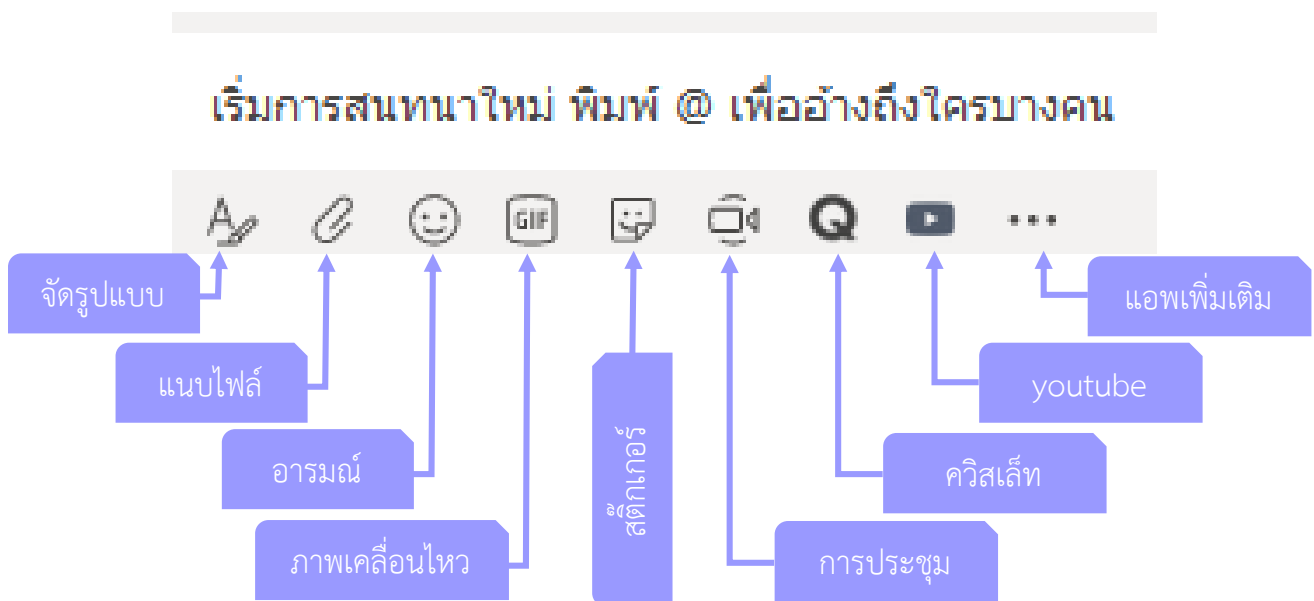 เริ่มการสนทนาใหม่ พิมพ์ @ เพื่ออ้างถึงใครบางคน
GIF
Q
จัดรูปแบบ
แอพเพิ่มเติม
แนบไฟล์
youtube
อารมณ์
สติ๊กเกอร์
ควิสเล็ท
ภาพเคลื่อนไหว
การประชุม